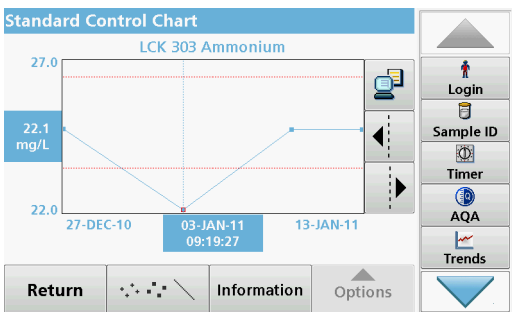 Standard Control Chart
LCK 303 Ammonium
27.0
22.1
mg/L
22.0
27-DEC-10
03-JAN-11
09:19:27
13-JAN-11
Return
Information
Options
Login
Sample ID
Timer
AQA
Trends